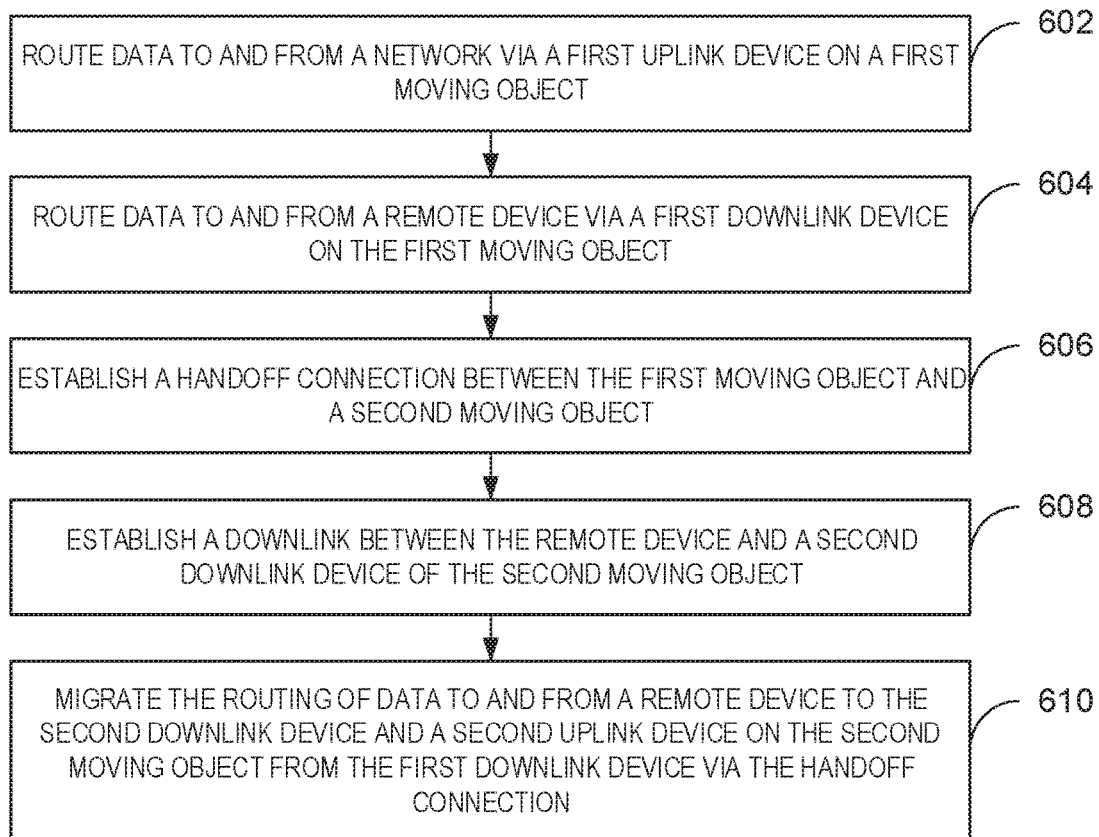 602
ROUTE DATA TO AND FROM A NETWORK VIA A FIRST UPLINK DEVICE ON A FIRST
MOVING OBJECT
604
ROUTE DATA TO AND FROM A REMOTE DEVICE VIA A FIRST DOWNLINK DEVICE
ON THE FIRST MOVING OBJECT
606
ESTABLISH A HANDOFF CONNECTION BETWEEN THE FIRST MOVING OBJECT AND
A SECOND MOVING OBJECT
608
ESTABLISH A DOWNLINK BETWEEN THE REMOTE DEVICE AND A SECOND
DOWNLINK DEVICE OF THE SECOND MOVING OBJECT
610
MIGRATE THE ROUTING OF DATA TO AND FROM A REMOTE DEVICE TO THE
SECOND DOWNLINK DEVICE AND A SECOND UPLINK DEVICE ON THE SECOND
MOVING OBJECT FROM THE FIRST DOWNLINK DEVICE VIA THE HANDOFF
CONNECTION